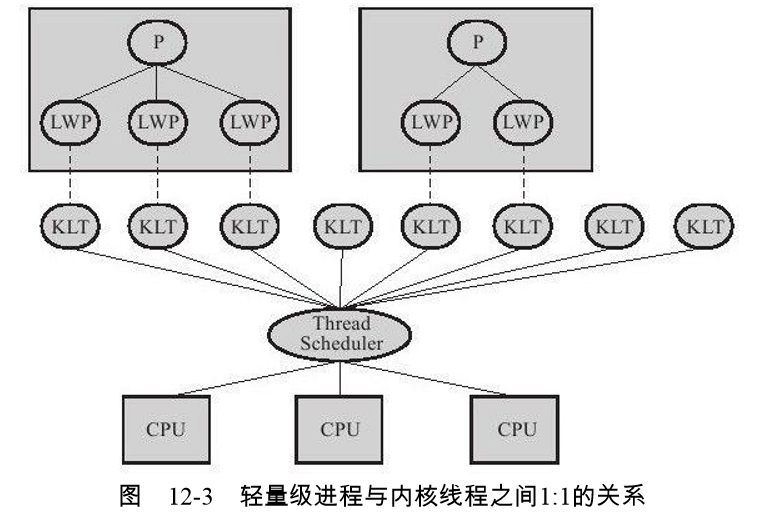 P P
LWP LWP LWP LWP LWP
KLT KLT KLT KLT KLT KLT KLT KLT
Thread
Scheduler
CPU CPU CPU
图 12-3 轻量级进程与内核线程之间1:1的关系